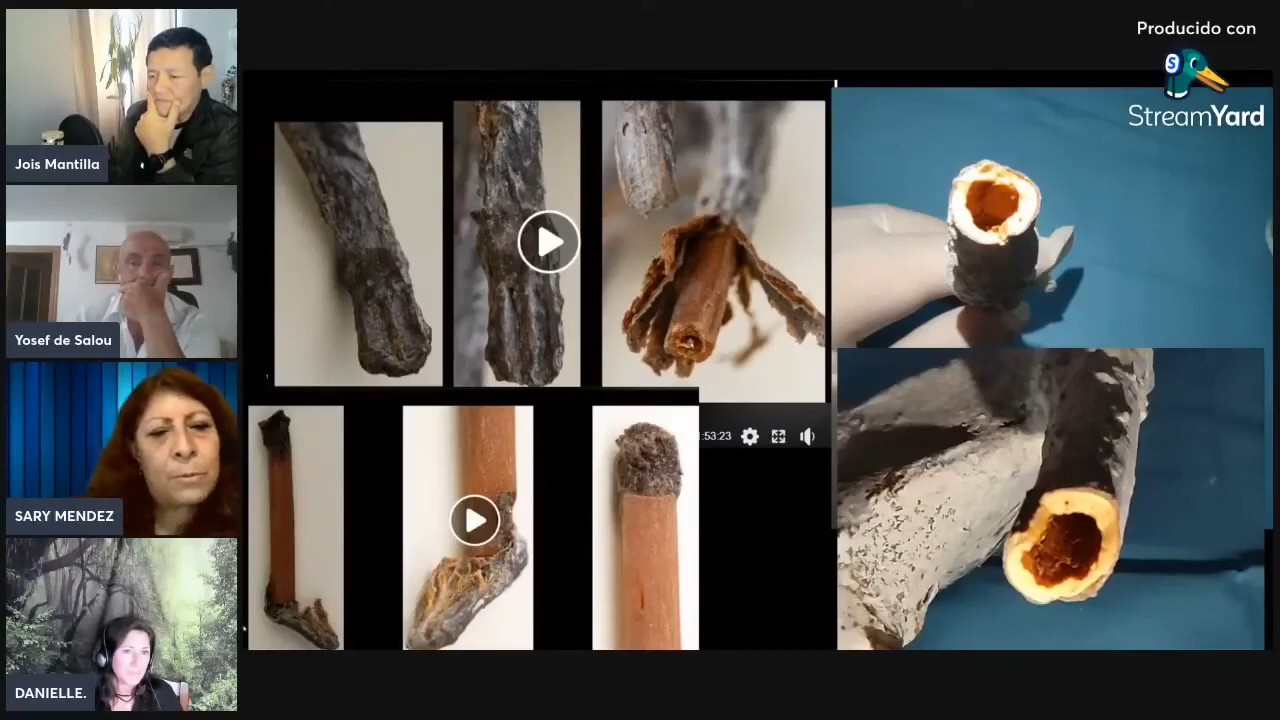 Producido con
StreamYard
Jois Mantilla
Yosef de Salou
SARY MENDEZ
DANIELLE.
:53:23